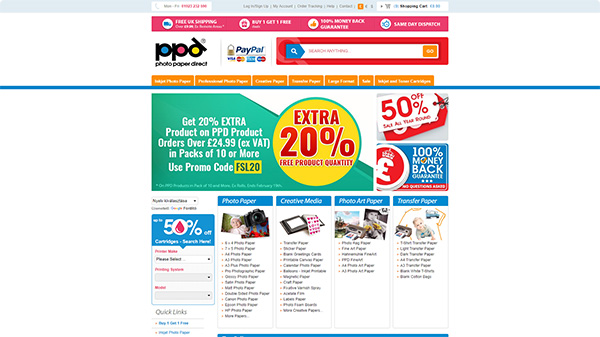 Mon - Fri 01933 232 390
Log In/Sign Up | My Account | Order Tracking | Help | Contact
£ €
(0) Shopping Cart: £0.00
FREE UK SHIPPING
BUY 1 GET 1 FREE
100% MONEY BACK
GUARANTEE
SAME DAY DISPATCH
ppd
photo paper direct
PayPal
VISA
SEARCH ANYTHING...
GO
Inkjet Photo Paper
Professional Photo Paper
Creative Paper
Transfer Paper
Large Format
Sale
Inkjet and Toner Cartridges
Get 20% EXTRA
Product on PPD Product
Orders Over £24.99 (ex VAT)
in Packs of 10 or More
Use Promo Code FSL20
EXTRA
20%
FREE PRODUCT QUANTITY
50%
OFF
SALE ALL YEAR ROUND
100%
MONEY
BACK
GUARANTEE
NO QUESTIONS ASKED
Nyelv kiválasztása
up to
50% off
Cartridges - Search Here!
Printer Make
Please Select ...
Printing System
Model
Quick Links
Buy 1 Get 1 Free
Inkjet Photo Paper
Photo Paper
6 x 4 Photo Paper
7 x 5 Photo Paper
A4 Photo Paper
A3 Photo Paper
A3 Plus Photo Paper
Pro Photographic Paper
Glossy Photo Paper
Satin Photo Paper
Matt Photo Paper
Double Sided Photo Paper
Canon Photo Paper
Epson Photo Paper
HP Photo Paper
More Papers...
Creative Media
Transfer Paper
Sticker Paper
Blank Greetings Cards
Printable Canvas Paper
Calendar Photo Paper
Balloons - Inkjet Printable
Magnetic Paper
Craft Paper
Fixative Varnish Spray
Acetate Film
Labels
Photo Foam Boards
More Creative Papers...
Photo Art Paper
Photo Rag Paper
Fine Art Paper
Hahnemuhle FineArt
PPD FineArt
A4 Fine Art Paper
A3 Photo Art Paper
Transfer Paper
T-Shirt Transfer Paper
Light Transfer Paper
Dark Transfer Paper
A4 Transfer Paper
A3 Transfer Paper
Blank White T-Shirts
Blank Cotton Bags